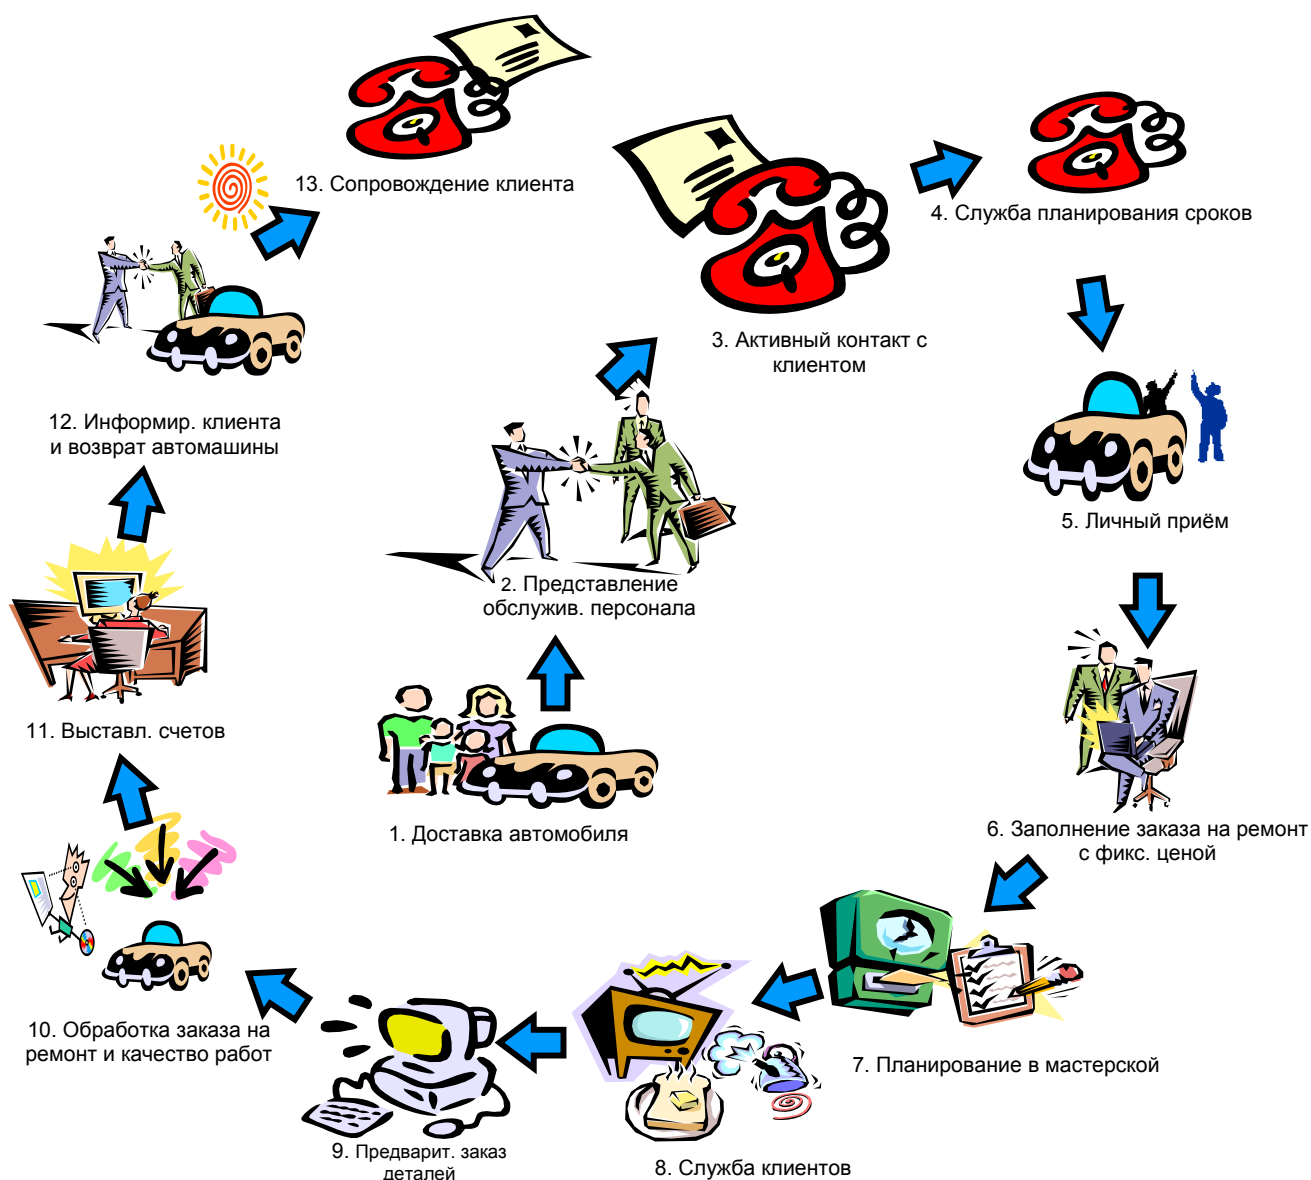 13. Сопровождение клиента
4. Служба планирования сроков
3. Активный контакт с
клиентом
12. Информир. клиента
и возврат автомашины
5. Личный приём
2. Представление
обслужив. персонала
11. Выставл. счетов
1. Доставка автомобиля
6. Заполнение заказа на ремонт
с фикс. ценой
10. Обработка заказа на
ремонт и качество работ
7. Планирование в мастерской
9. Предварит. заказ
деталей
8. Служба клиентов